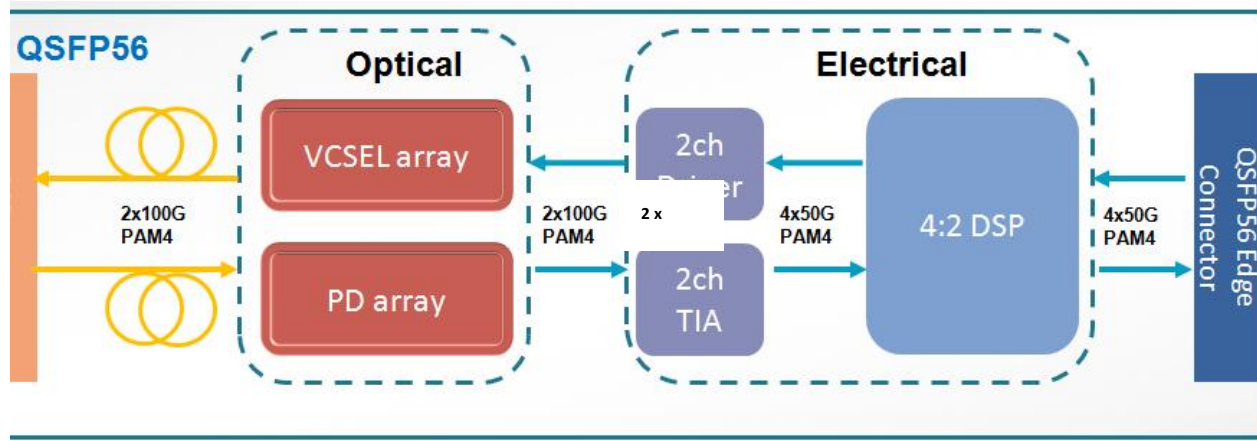 QSFP56
Optical
Electrical
VCSEL array
2ch
2x100G
PAM4
2x100G
PAM4
2 x
4x50G
PAM4
4:2 DSP
4x50G
PAM4
QSFP56 Edge
Connector
PD array
2ch
TIA